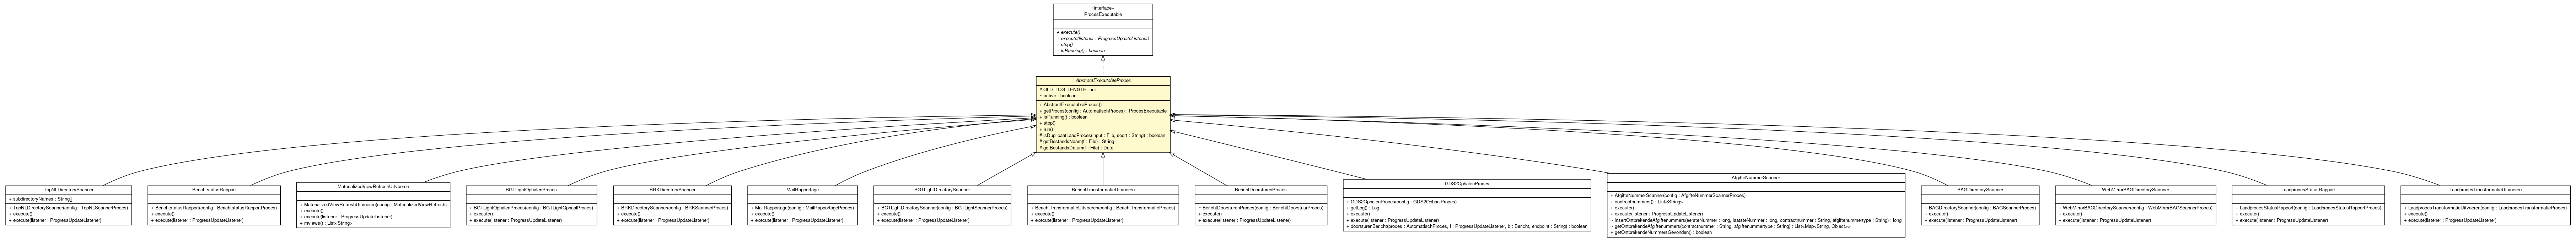 «interface»
ProcesExecutable
+ execute()
+ execute(listener : ProgressUpdateListener)
+ stop()
+ isRunning() : boolean
AbstractExecutableProces
# OLD_LOG_LENGTH : int
~ active : boolean
+ AbstractExecutableProces()
+ getProces(config : AutomatischProces) : ProcesExecutable
+ isRunning() : boolean
+ stop()
+ run()
# isDuplicaatLaadProces(input : File, soort : String) : boolean
# getBestandsNaam(f : File) : String
# getBestandsDatum(f : File) : Date
TopNLDirectoryScanner
+ subdirectoryNames : String[]
+ TopNLDirectoryScanner(config : TopNLScannerProces)
+ execute()
+ execute(listener : ProgressUpdateListener)
BerichtstatusRapport
+ BerichtstatusRapport(config : BerichtstatusRapportProces)
+ execute()
+ execute(listener : ProgressUpdateListener)
MaterializedViewRefreshUitvoeren
+ MaterializedViewRefreshUitvoeren(config : MaterializedViewRefresh)
+ execute()
+ execute(listener : ProgressUpdateListener)
+ mviews() : List<String>
BGTLightOphalenProces
+ BGTLightOphalenProces(config : BGTLightOphaalProces)
+ execute()
+ execute(listener : ProgressUpdateListener)
BRKDirectoryScanner
+ BRKDirectoryScanner(config : BRKScannerProces)
+ execute()
+ execute(listener : ProgressUpdateListener)
MailRapportage
+ MailRapportage(config : MailRapportageProces)
+ execute()
+ execute(listener : ProgressUpdateListener)
BGTLightDirectoryScanner
+ BGTLightDirectoryScanner(config : BGTLightScannerProces)
+ execute()
+ execute(listener : ProgressUpdateListener)
BerichtTransformatieUitvoeren
+ BerichtTransformatieUitvoeren(config : BerichtTransformatieProces)
+ execute()
+ execute(listener : ProgressUpdateListener)
BerichtDoorsturenProces
~ BerichtDoorsturenProces(config : BerichtDoorstuurProces)
+ execute()
+ execute(listener : ProgressUpdateListener)
GDS2OphalenProces
+ GDS2OphalenProces(config : GDS2OphaalProces)
+ getLog() : Log
+ execute()
+ execute(listener : ProgressUpdateListener)
+ doorsturenBericht(proces : AutomatischProces, l : ProgressUpdateListener, b : Bericht, endpoint : String) : boolean
AfgifteNummerScanner
+ AfgifteNummerScanner(config : AfgifteNummerScannerProces)
+ contractnummers() : List<String>
+ execute()
+ execute(listener : ProgressUpdateListener)
~ insertOntbrekendeAfgiftenummers(eersteNummer : long, laatsteNummer : long, contractnummer : String, afgiftenummertype : String) : long
~ getOntbrekendeAfgiftenummers(contractnummer : String, afgiftenummertype : String) : List<Map<String, Object>>
+ getOntbrekendeNummersGevonden() : boolean
BAGDirectoryScanner
+ BAGDirectoryScanner(config : BAGScannerProces)
+ execute()
+ execute(listener : ProgressUpdateListener)
WebMirrorBAGDirectoryScanner
+ WebMirrorBAGDirectoryScanner(config : WebMirrorBAGScannerProces)
+ execute()
+ execute(listener : ProgressUpdateListener)
LaadprocesStatusRapport
+ LaadprocesStatusRapport(config : LaadprocesStatusRapportProces)
+ execute()
+ execute(listener : ProgressUpdateListener)
LaadprocesTransformatieUitvoeren
+ LaadprocesTransformatieUitvoeren(config : LaadprocesTransformatieProces)
+ execute()
+ execute(listener : ProgressUpdateListener)